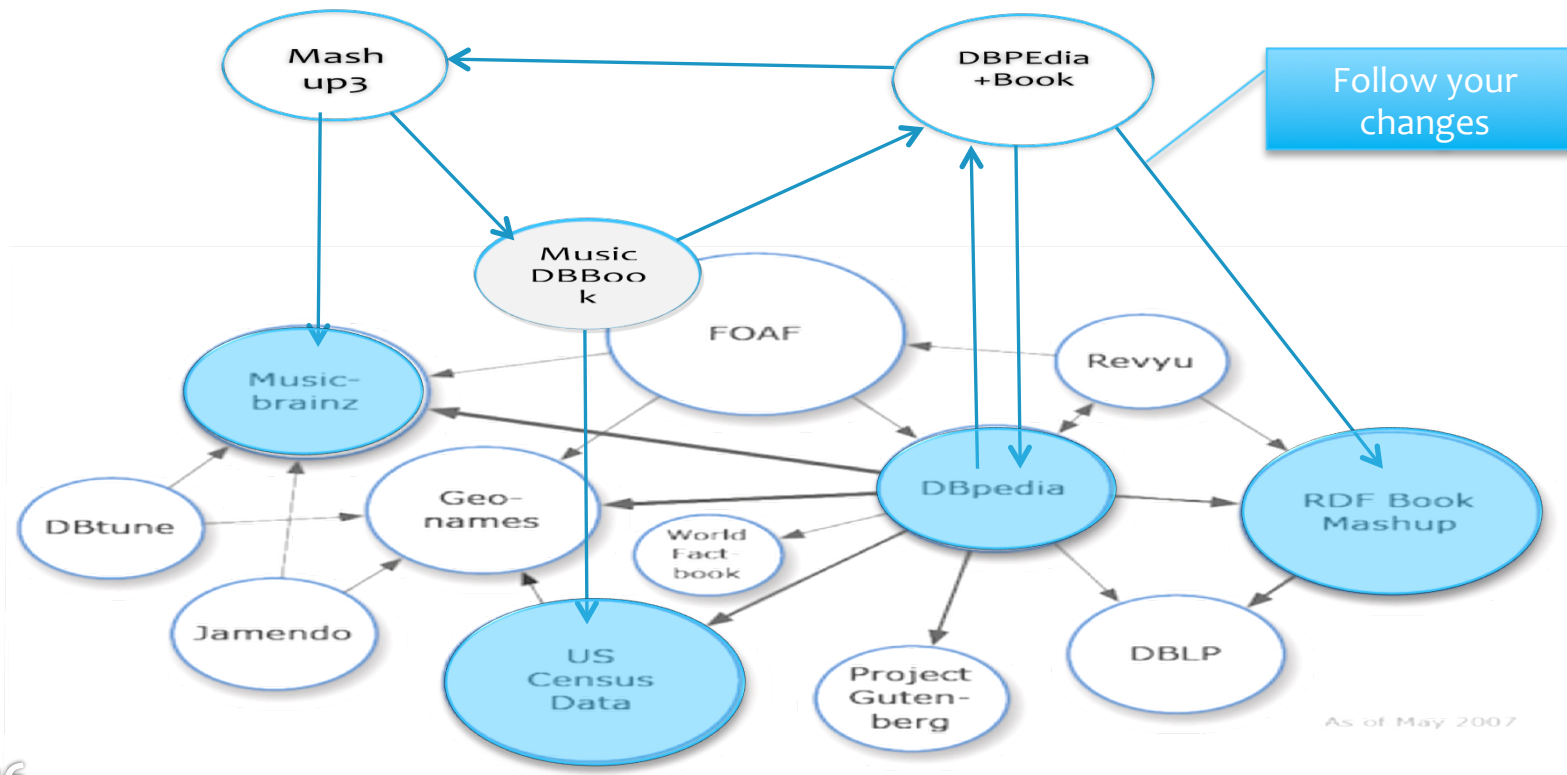 Mash
up3
DBPEdia
+Book
Follow your
changes
Music
DBBoo
k
FOAF
Revyu
Music-
brainz
DBpedia
Geo-
names
RDF Book
Mashup
DBtune
World
Fact-
book
Jamendo
US
Census
Data
Project
Guten-
berg
DBLP
As of May 2007